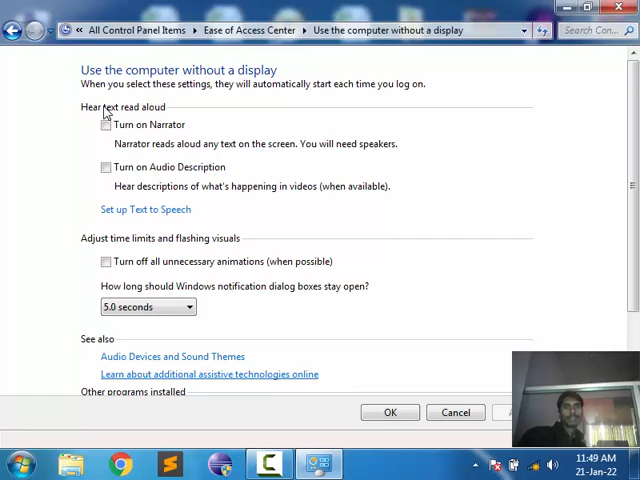 « All Control Panel Items Ease of Access Center Use the computer without a display Search Con...
Use the computer without a display
When you select these settings, they will automatically start each time you log on.
Hear text read aloud
Turn on Narrator
Narrator reads aloud any text on the screen. You will need speakers.
Turn on Audio Description
Hear descriptions of what's happening in videos (when available).
Set up Text to Speech
Adjust time limits and flashing visuals
Turn off all unnecessary animations (when possible)
How long should Windows notification dialog boxes stay open?
5.0 seconds
See also
Audio Devices and Sound Themes
Learn about additional assistive technologies online
Other programs installed
OK Cancel
11:49 AM
21-Jan-22